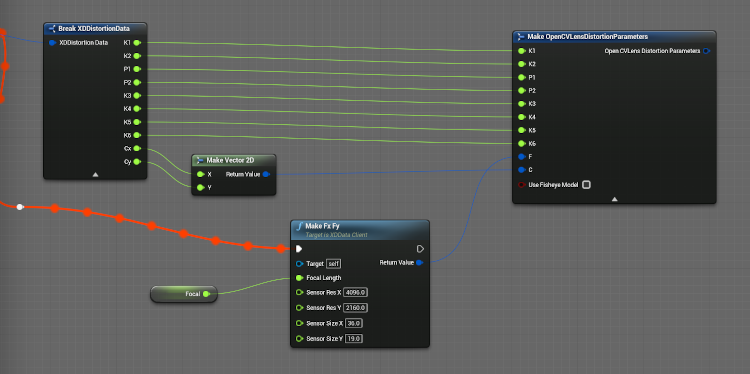 Break XDDistortionData
XDDistortion Data
K1
K2
P1
P2
K3
K4
K5
K6
Cx
Cy
Make Vector 2D
X
Return Value
Y
Make OpenCVLensDistortionParameters
K1
Open CVLens Distortion Parameters
K2
P1
P2
K3
K4
K5
K6
F
C
Use Fisheye Model
Make Fx Fy
Target is XDData Client
Target self
Return Value
Focal Length
Sensor Res X 4096.0
Sensor Res Y 2160.0
Sensor Size X 36.0
Sensor Size Y 19.0
Focal